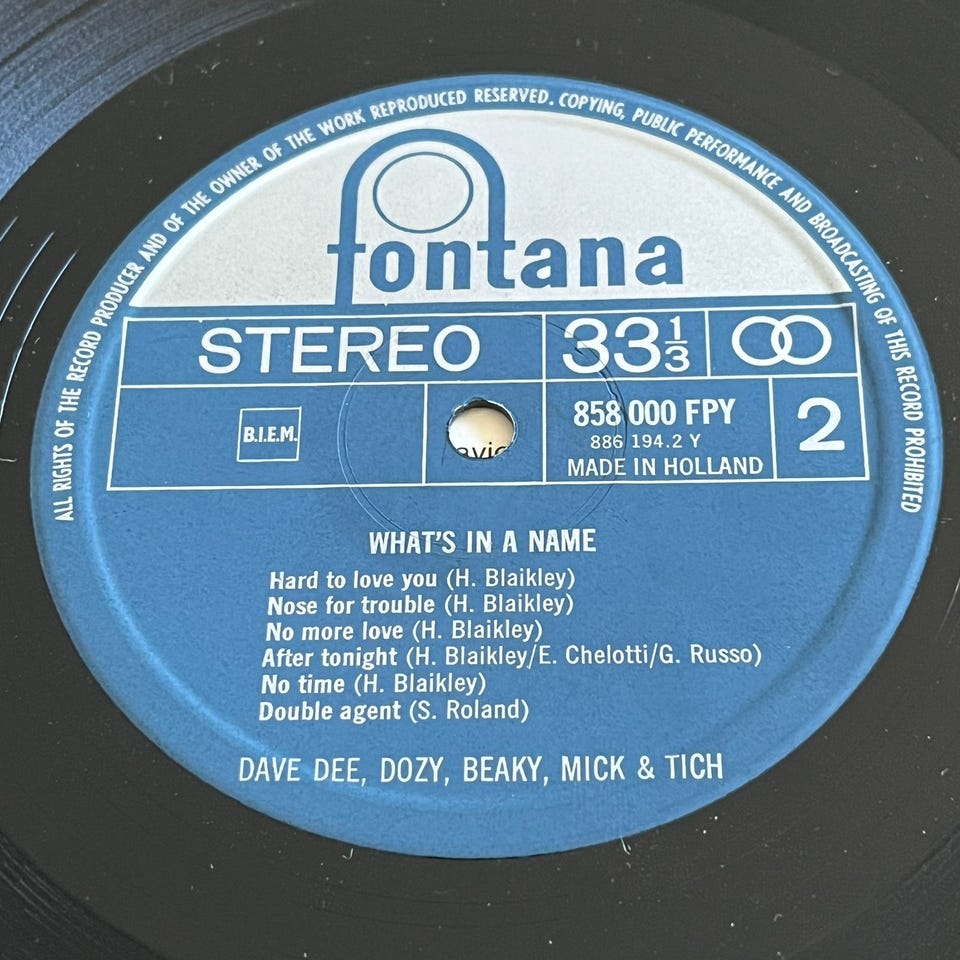 ALL RIGHTS OF THE RECORD PRODUCER AND OF THE OWNER OF THE WORK REPRODUCED RESERVED. COPYING, PUBLIC PERFORMANCE AND BROADCASTING OF THIS RECORD PROHIBITED
fontana
STEREO
33 1/3
B.I.E.M.
858 000 FPY
886 194.2 Y
MADE IN HOLLAND
2
WHAT'S IN A NAME
Hard to love you (H. Blaikley)
Nose for trouble (H. Blaikley)
No more love (H. Blaikley)
After tonight (H. Blaikley/E. Chelotti/G. Russo)
No time (H. Blaikley)
Double agent (S. Roland)
DAVE DEE, DOZY, BEAKY, MICK & TICH